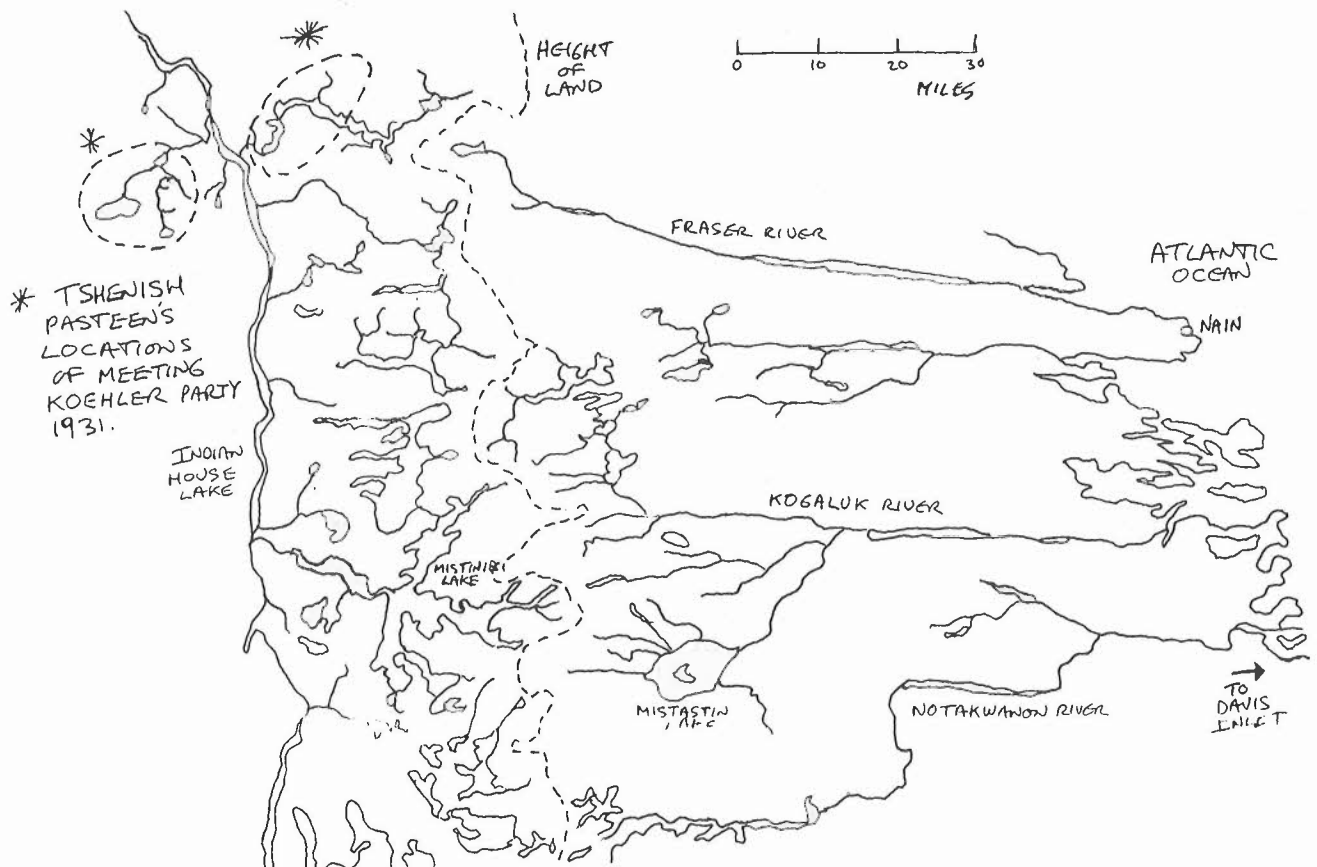 HEIGHT
OF
LAND
0 10 20 30
MILES
FRASER RIVER
ATLANTIC
OCEAN
NAIN
* TSHENISH
PASTEEN'S
LOCATIONS
OF MEETING
KOEHLER PARTY
1931.
INDIAN
HOUSE
LAKE
KOGALUK RIVER
MISTINIBI
LAKE
MISTASTIN
LAKE
NOTAKWANON RIVER
TO
DAVIS
INLET